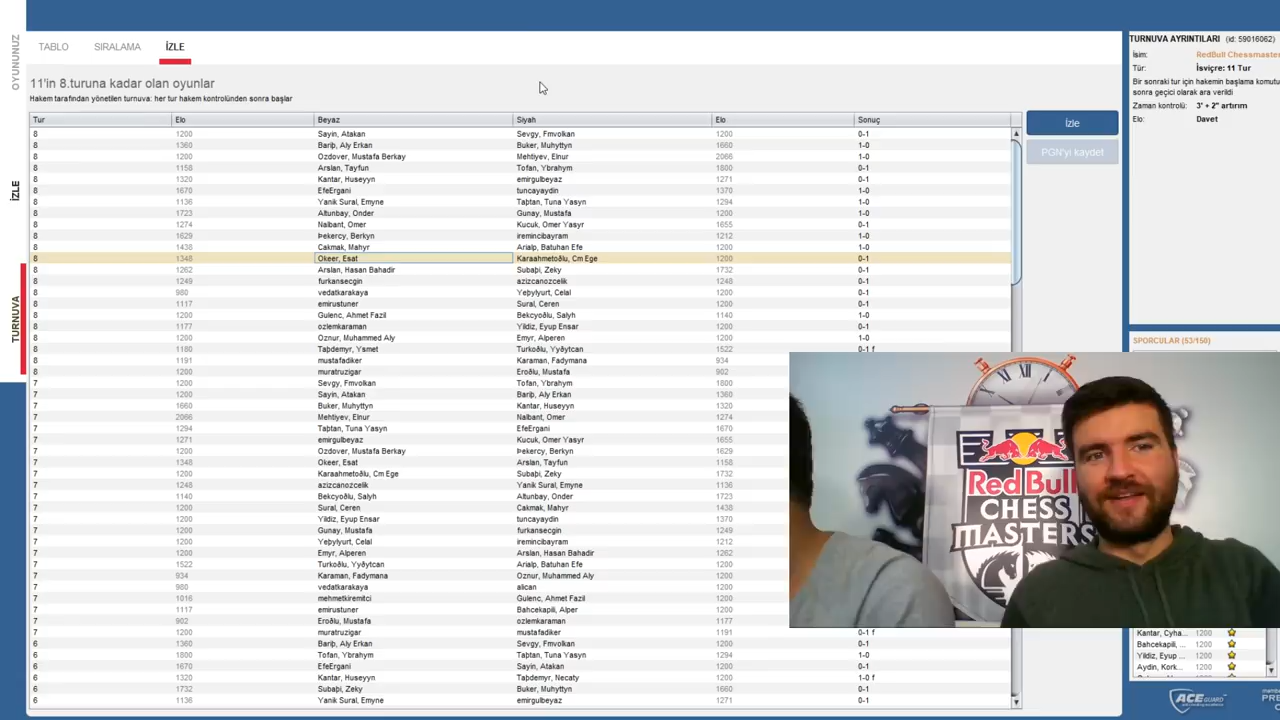 OYUNUNUZ
İZLE
TURNUVA
TABLO SIRALAMA İZLE
11'in 8.turuna kadar olan oyunlar
Hakem tarafından yönetilen turnuva: her tur hakem kontrolünden sonra başlar
Tur Elo Beyaz Siyah Elo Sonuç
8 1200 Sayin, Atakan Sevgy, Fmvolkan 1200 0-1
8 1360 Bariþ, Aly Erkan Buker, Muhyttyn 1660 1-0
8 1200 Ozdover, Mustafa Berkay Mehtiyev, Elnur 2066 1-0
8 1158 Arslan, Tayfun Tofan, Ybrahym 1800 0-1
8 1320 Kantar, Huseyyn emirgulbeyaz 1271 0-1
8 1670 EfeErgani tuncayaydin 1370 1-0
8 1136 Yanik Sural, Emyne Taþtan, Tuna Yasyn 1294 0-1
8 1723 Altunbay, Onder Gunay, Mustafa 1200 1-0
8 1274 Nalbant, Omer Kucuk, Omer Yasyr 1655 0-1
8 1629 Þekercy, Berkyn iremincibayram 1212 1-0
8 1438 Cakmak, Mahyr Arialp, Batuhan Efe 1200 1-0
8 1348 Okeer, Esat Karaahmetoðlu, Cm Ege 1200 0-1
8 1262 Arslan, Hasan Bahadir Subaþi, Zeky 1732 0-1
8 1249 furkansecgin azizcanozcelik 1248 0-1
8 980 vedatkarakaya Yeþylyurt, Celal 1200 0-1
8 1117 emirustuner Sural, Ceren 1200 0-1
8 1200 Gulenc, Ahmet Fazil Bekcyoðlu, Salyh 1140 1-0
8 1177 ozlemkaraman Yildiz, Eyup Ensar 1200 0-1
8 1200 Oznur, Muhammed Aly Emyr, Alperen 1200 1-0
8 1180 Taþdemyr, Ysmet Turkoðlu, Yyðytcan 1522 0-1 f
8 1191 mustafadiker Karaman, Fadymana 934
8 1200 muratruzigar Eroðlu, Mustafa 902
7 1200 Sevgy, Fmvolkan Tofan, Ybrahym 1800
7 1200 Sayin, Atakan Bariþ, Aly Erkan 1360
7 1660 Buker, Muhyttyn Kantar, Huseyyn 1320
7 2066 Mehtiyev, Elnur Nalbant, Omer 1274
7 1294 Taþtan, Tuna Yasyn EfeErgani 1670
7 1271 emirgulbeyaz Kucuk, Omer Yasyr 1655
7 1200 Ozdover, Mustafa Berkay Þekercy, Berkyn 1629
7 1348 Okeer, Esat Arslan, Tayfun 1158
7 1200 Karaahmetoðlu, Cm Ege Subaþi, Zeky 1732
7 1248 azizcanozcelik Yanik Sural, Emyne 1136
7 1140 Bekcyoðlu, Salyh Altunbay, Onder 1723
7 1200 Sural, Ceren Cakmak, Mahyr 1438
7 1200 Yildiz, Eyup Ensar tuncayaydin 1370
7 1200 Gunay, Mustafa furkansecgin 1249
7 1200 Yeþylyurt, Celal iremincibayram 1212
7 1200 Emyr, Alperen Arslan, Hasan Bahadir 1262
7 1522 Turkoðlu, Yyðytcan Arialp, Batuhan Efe 1200
7 934 Karaman, Fadymana Oznur, Muhammed Aly 1200
7 980 vedatkarakaya alican 1200
7 1016 mehmetkiremitci Gulenc, Ahmet Fazil 1200
7 1117 emirustuner Bahcekapili, Alper 1200
7 902 Eroðlu, Mustafa ozlemkaraman 1177
7 1200 muratruzigar mustafadiker 1191 0-1 f
6 1360 Bariþ, Aly Erkan Sevgy, Fmvolkan 1200 0-1
6 1800 Tofan, Ybrahym Taþtan, Tuna Yasyn 1294 1-0
6 1670 EfeErgani Sayin, Atakan 1200 0-1
6 1320 Kantar, Huseyyn Taþdemyr, Necaty 1200 1-0 f
6 1732 Subaþi, Zeky Buker, Muhyttyn 1660 0-1
6 1136 Yanik Sural, Emyne emirgulbeyaz 1271 0-1
İzle
PGN'yi kaydet
TURNUVA AYRINTILARI (id: 59016062)
İsim: RedBull Chessmaste
Tür: İsviçre: 11 Tur
Bir sonraki tur için hakemin başlama komutu
sonra geçici olarak ara verildi
Zaman kontrolü: 3' + 2" artırım
Elo: Davet
SPORCULAR (53/150)
Red Bull
CHESS
MASTERS
Kantar, Cyha... 1200
Bahcekapili, ... 1200
Yildiz, Eyup ... 1200
Aydin, Kork... 1200
ACE GUARD